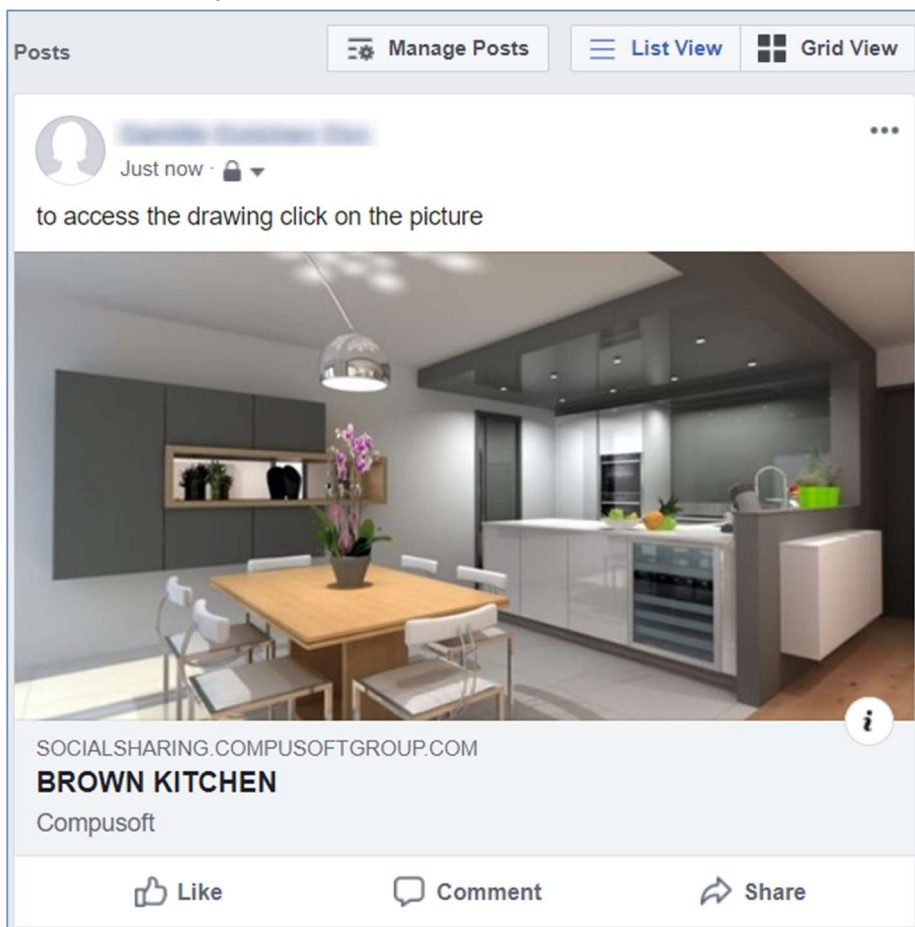 Posts
Manage Posts
List View
Grid View
Just now ·
to access the drawing click on the picture
i
SOCIALSHARING.COMPUSOFTGROUP.COM
BROWN KITCHEN
Compusoft
Like
Comment
Share